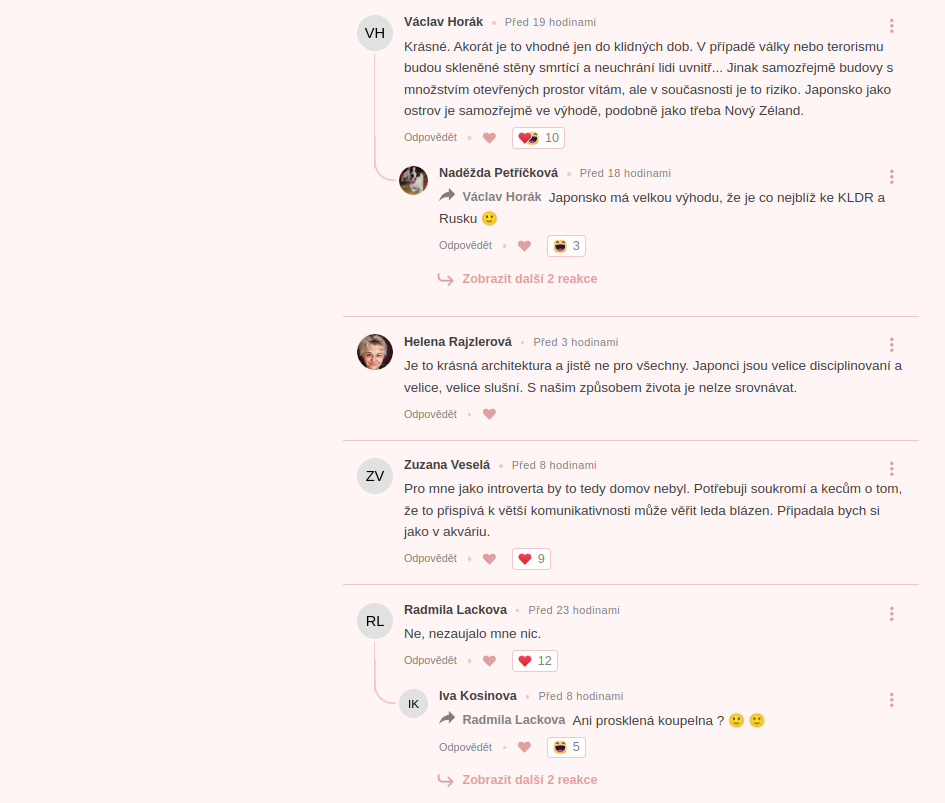 VH
Václav Horák • Před 19 hodinami
Krásné. Akorát je to vhodné jen do klidných dob. V případě války nebo terorismu
budou skleněné stěny smrtící a neuchrání lidi uvnitř... Jinak samozřejmě budovy s
množstvím otevřených prostor vítám, ale v současnosti je to riziko. Japonsko jako
ostrov je samozřejmě ve výhodě, podobně jako třeba Nový Zéland.
Odpovědět • 10
Naděžda Petříčková • Před 18 hodinami
Václav Horák Japonsko má velkou výhodu, že je co nejblíž ke KLDR a
Rusku 🙂
Odpovědět • 3
Zobrazit další 2 reakce
Helena Rajzlerová • Před 3 hodinami
Je to krásná architektura a jistě ne pro všechny. Japonci jsou velice disciplinovaní a
velice, velice slušní. S našim způsobem života je nelze srovnávat.
Odpovědět •
ZV
Zuzana Veselá • Před 8 hodinami
Pro mne jako introverta by to tedy domov nebyl. Potřebuji soukromí a kecům o tom,
že to přispívá k větší komunikativnosti může věřit leda blázen. Připadala bych si
jako v akváriu.
Odpovědět • 9
RL
Radmila Lackova • Před 23 hodinami
Ne, nezaujalo mne nic.
Odpovědět • 12
IK
Iva Kosinova • Před 8 hodinami
Radmila Lackova Ani prosklená koupelna ? 🙂 🙂
Odpovědět • 5
Zobrazit další 2 reakce